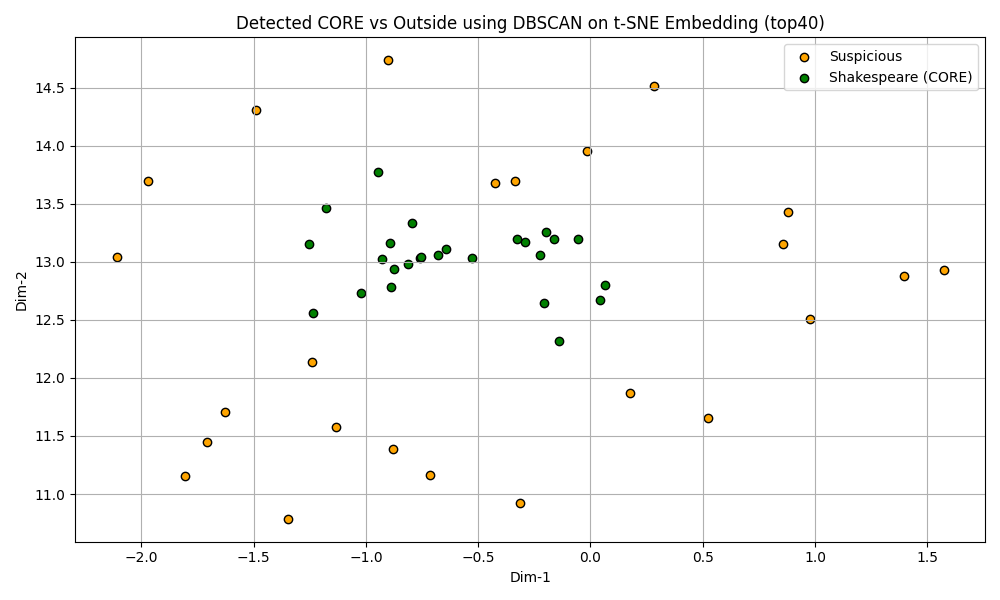 Detected CORE vs Outside using DBSCAN on t-SNE Embedding (top40)
Suspicious
Shakespeare (CORE)
Dim-2
14.5
14.0
13.5
13.0
12.5
12.0
11.5
11.0
−2.0 −1.5 −1.0 −0.5 0.0 0.5 1.0 1.5
Dim-1